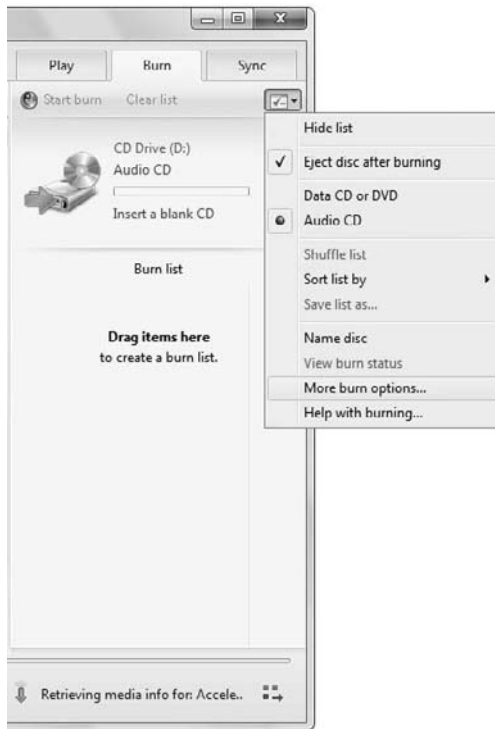 Play Burn Sync
Start burn Clear list
CD Drive (D:)
Audio CD
Insert a blank CD
Burn list
Drag items here
to create a burn list.
Hide list
Eject disc after burning
Data CD or DVD
Audio CD
Shuffle list
Sort list by
Save list as...
Name disc
View burn status
More burn options...
Help with burning...
Retrieving media info for: Accele..